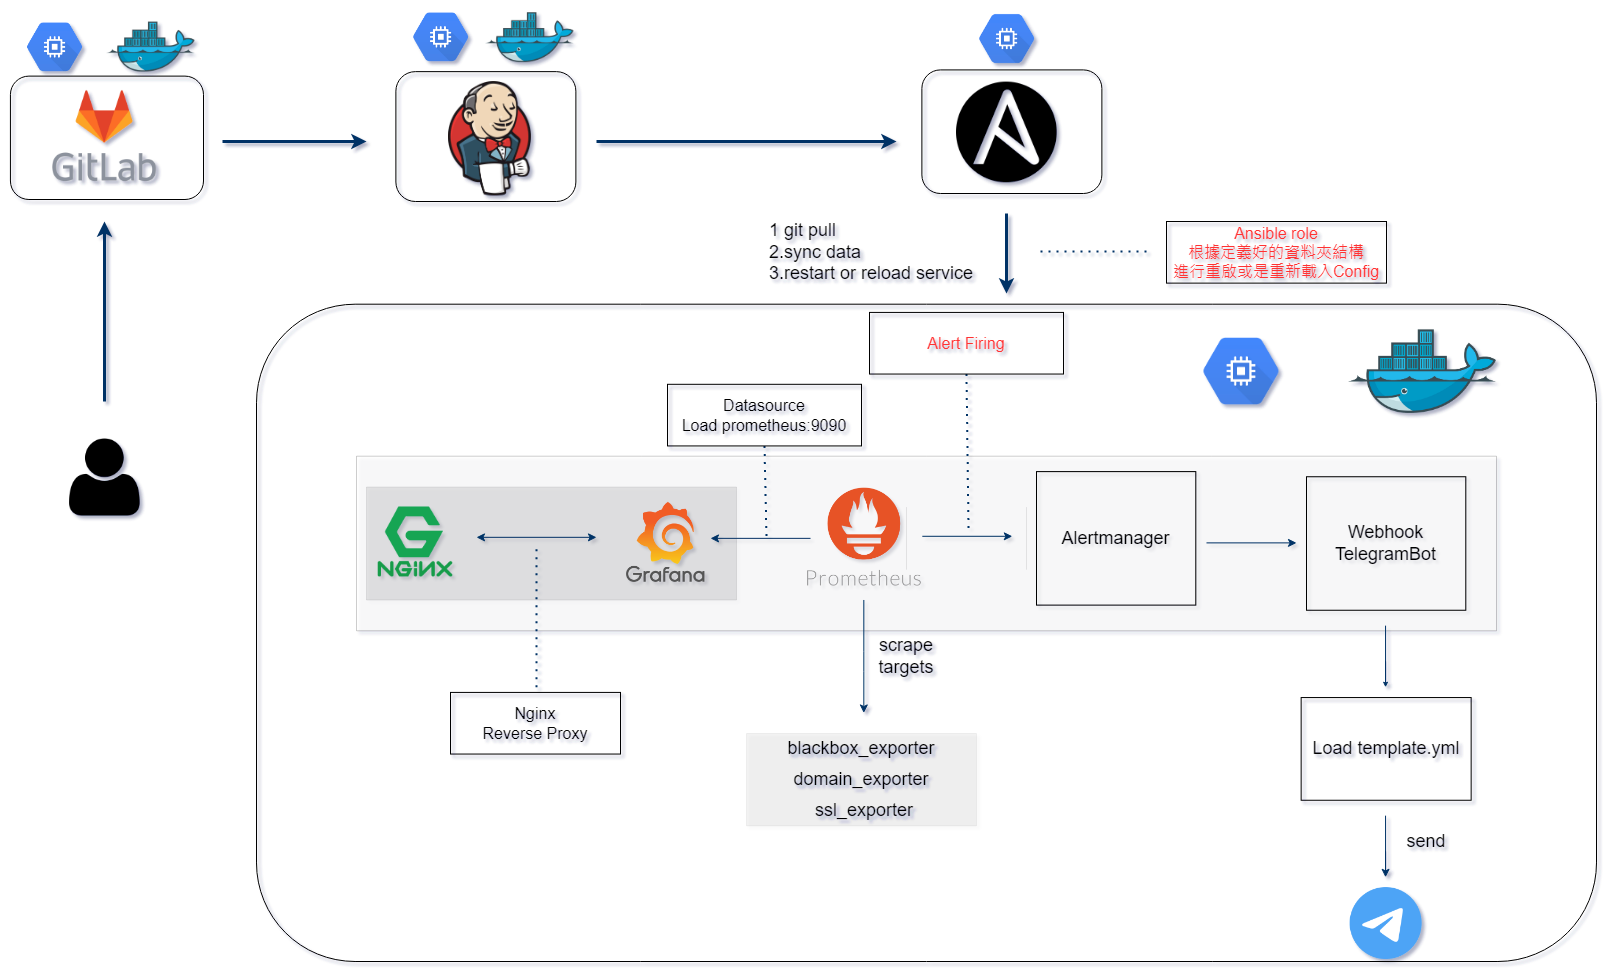 GitLab
1 git pull
2.sync data
3.restart or reload service
Ansible role
根據定義好的資料夾結構
進行重啟或是重新載入Config
Alert Firing
Datasource
Load prometheus:9090
NGINX
Grafana
Prometheus
Alertmanager
Webhook
TelegramBot
scrape
targets
Nginx
Reverse Proxy
blackbox_exporter
domain_exporter
ssl_exporter
Load template.yml
send